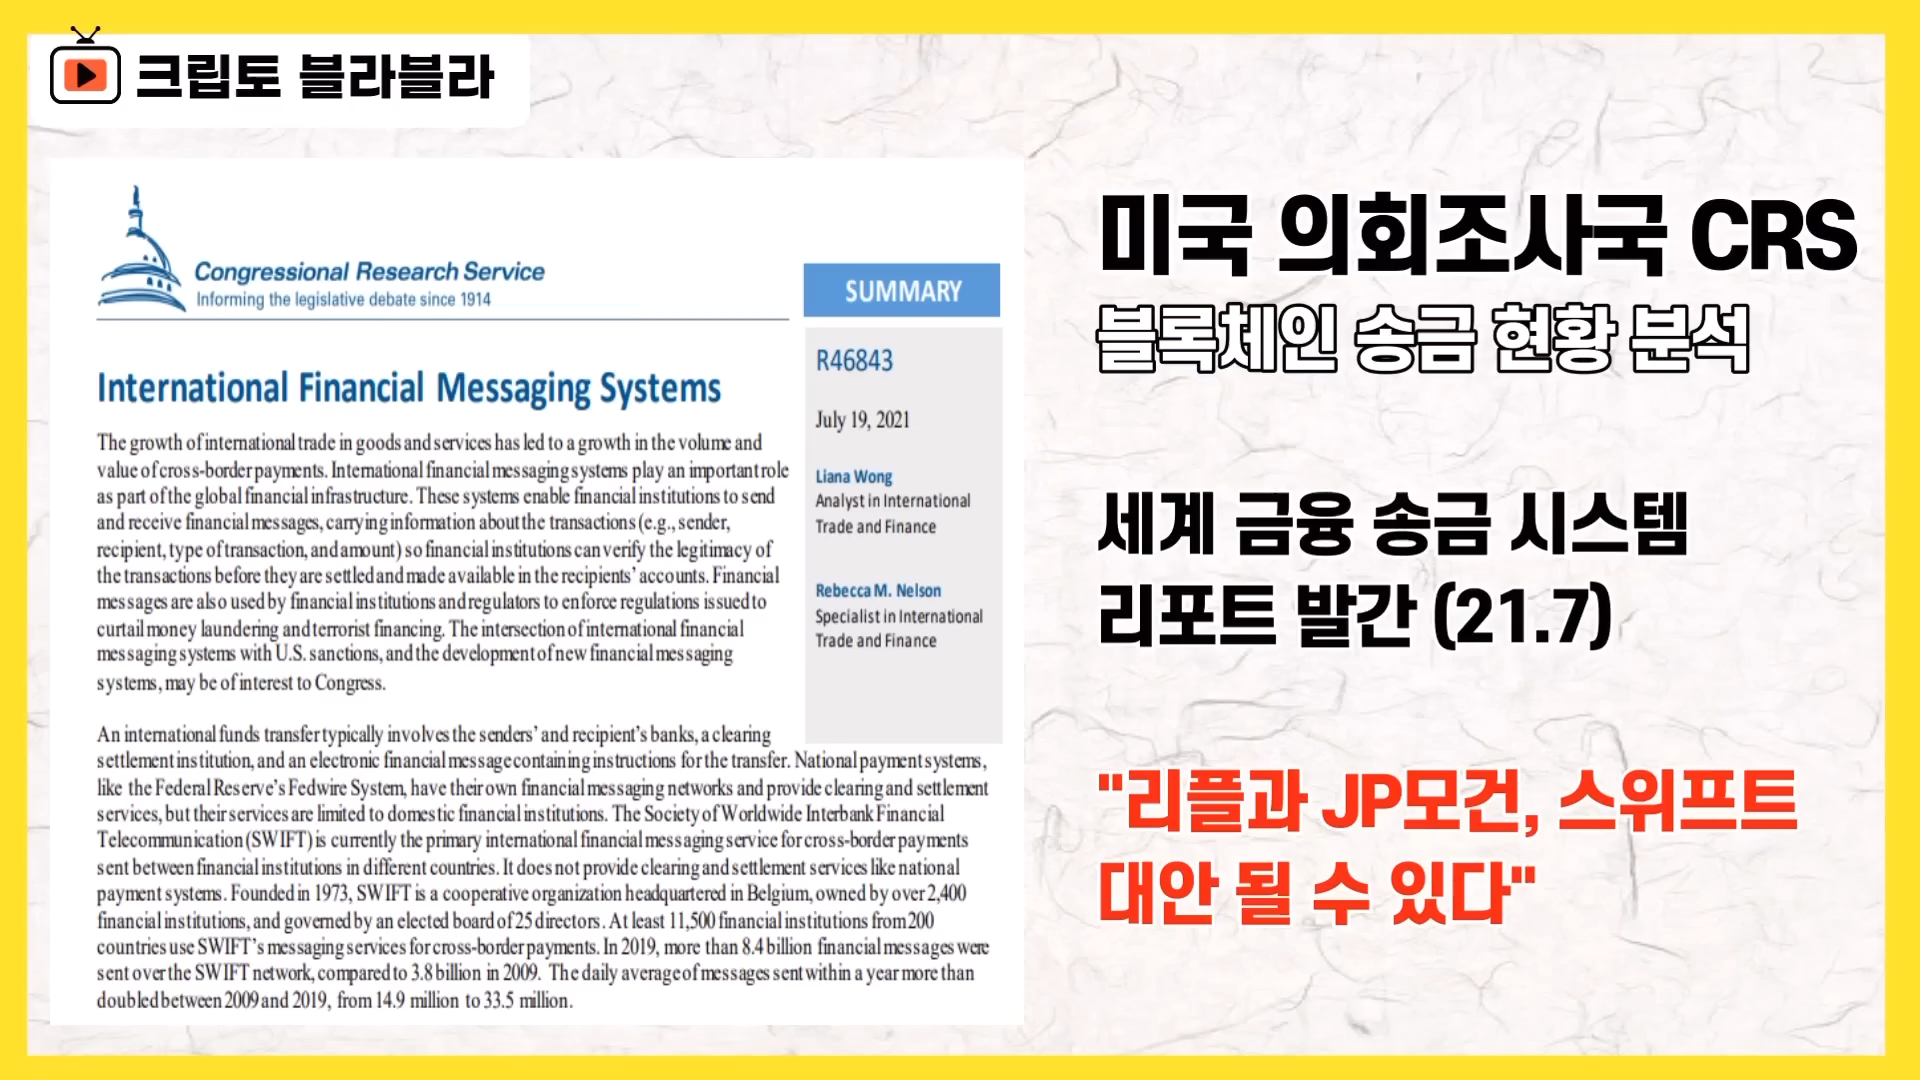 크립토 블라블라
Congressional Research Service
Informing the legislative debate since 1914
SUMMARY
International Financial Messaging Systems
The growth of international trade in goods and services has led to a growth in the volume and
value of cross-border payments. International financial messaging systems play an important role
as part of the global financial infrastructure. These systems enable financial institutions to send
and receive financial messages, carrying information about the transactions (e.g., sender,
recipient, type of transaction, and amount) so financial institutions can verify the legitimacy of
the transactions before they are settled and made available in the recipients' accounts. Financial
messages are also used by financial institutions and regulators to enforce regulations issued to
curtail money laundering and terrorist financing. The intersection of international financial
messaging systems with U.S. sanctions, and the development of new financial messaging
systems, may be of interest to Congress.
R46843
July 19, 2021
Liana Wong
Analyst in International
Trade and Finance
Rebecca M. Nelson
Specialist in International
Trade and Finance
An international funds transfer typically involves the senders' and recipient's banks, a clearing
settlement institution, and an electronic financial message containing instructions for the transfer. National payment systems,
like the Federal Reserve's Fedwire System, have their own financial messaging networks and provide clearing and settlement
services, but their services are limited to domestic financial institutions. The Society of Worldwide Interbank Financial
Telecommunication (SWIFT) is currently the primary international financial messaging service for cross-border payments
sent between financial institutions in different countries. It does not provide clearing and settlement services like national
payment systems. Founded in 1973, SWIFT is a cooperative organization headquartered in Belgium, owned by over 2,400
financial institutions, and governed by an elected board of 25 directors. At least 11,500 financial institutions from 200
countries use SWIFT's messaging services for cross-border payments. In 2019, more than 8.4 billion financial messages were
sent over the SWIFT network, compared to 3.8 billion in 2009. The daily average of messages sent within a year more than
doubled between 2009 and 2019, from 14.9 million to 33.5 million.
미국 의회조사국 CRS
블록체인 송금 현황 분석
세계 금융 송금 시스템
리포트 발간 (21.7)
"리플과 JP모건, 스위프트
대안 될 수 있다"